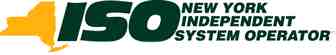 ISO NEW YORK
INDEPENDENT
SYSTEM OPERATOR